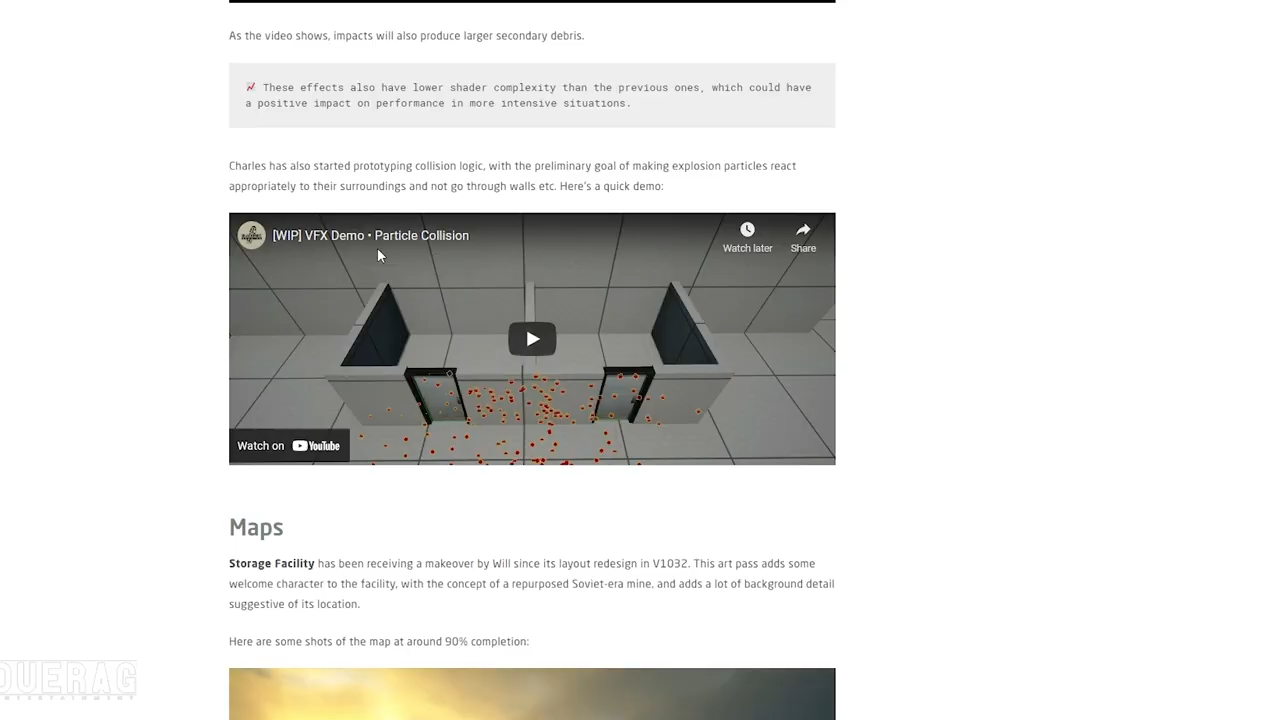 As the video shows, impacts will also produce larger secondary debris.
These effects also have lower shader complexity than the previous ones, which could have
a positive impact on performance in more intensive situations.
Charles has also started prototyping collision logic, with the preliminary goal of making explosion particles react
appropriately to their surroundings and not go through walls etc. Here's a quick demo:
[WIP] VFX Demo • Particle Collision
Watch later
Share
Watch on YouTube
Maps
Storage Facility has been receiving a makeover by Will since its layout redesign in V1032. This art pass adds some
welcome character to the facility, with the concept of a repurposed Soviet-era mine, and adds a lot of background detail
suggestive of its location.
Here are some shots of the map at around 90% completion: